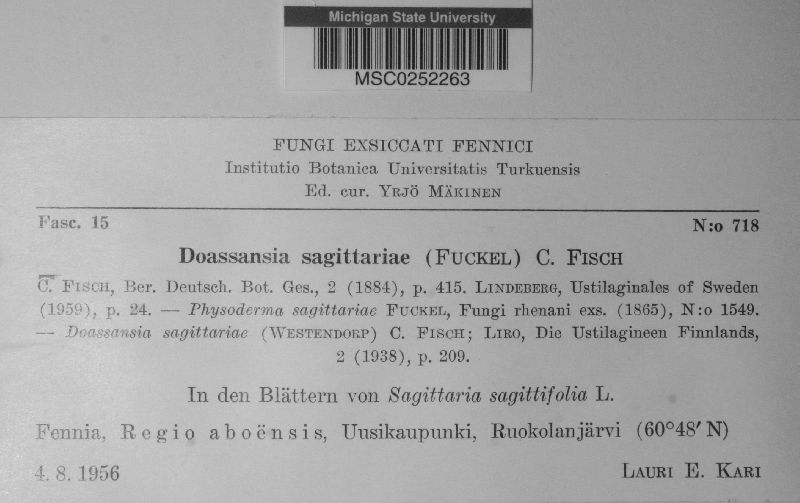 Michigan State University
MSC0252263
FUNGI EXSICCATI FENNICI
Institutio Botanica Universitatis Turkuensis
Ed. cur. YRJÖ MÄKINEN
Fasc. 15 N:o 718
Doassansia sagittariae (FUCKEL) C. FISCH
C. FISCH, Ber. Deutsch. Bot. Ges., 2 (1884), p. 415. LINDEBERG, Ustilaginales of Sweden
(1959), p. 24. — Physoderma sagittariae FUCKEL, Fungi rhenani exs. (1865), N:o 1549.
— Doassansia sagittariae (WESTENDORP) C. FISCH; LIRO, Die Ustilagineen Finnlands,
2 (1938), p. 209.
In den Blättern von Sagittaria sagittifolia L.
Fennia, Regio aboënsis, Uusikaupunki, Ruokolanjärvi (60°48′ N)
4. 8. 1956 LAURI E. KARI